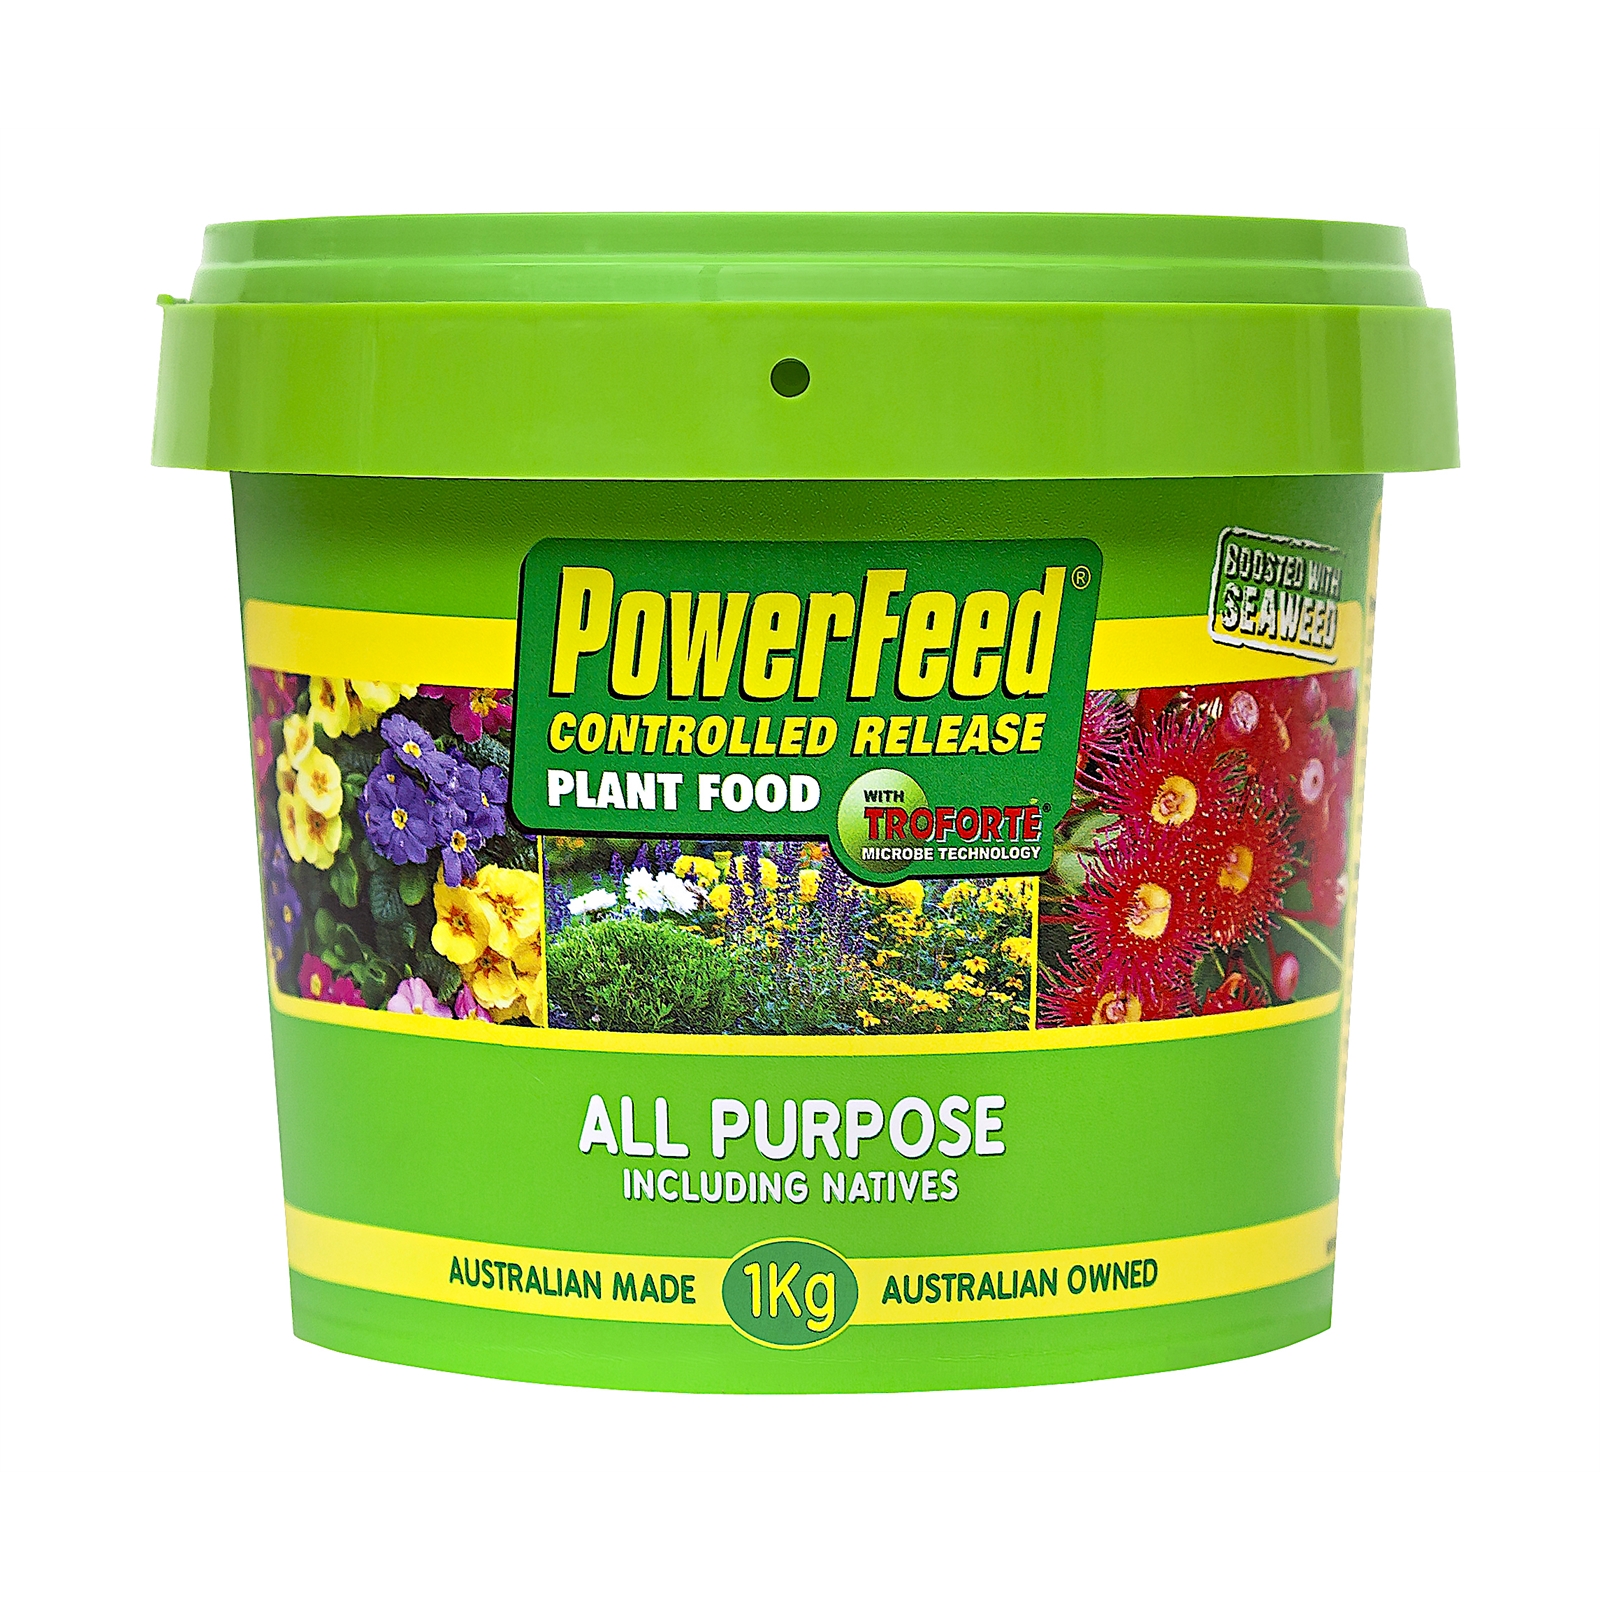 PowerFeed®
CONTROLLED RELEASE
PLANT FOOD
WITH
TROFORTE®
MICROBE TECHNOLOGY
BOOSTED WITH
SEAWEED
ALL PURPOSE
INCLUDING NATIVES
AUSTRALIAN MADE 1Kg AUSTRALIAN OWNED